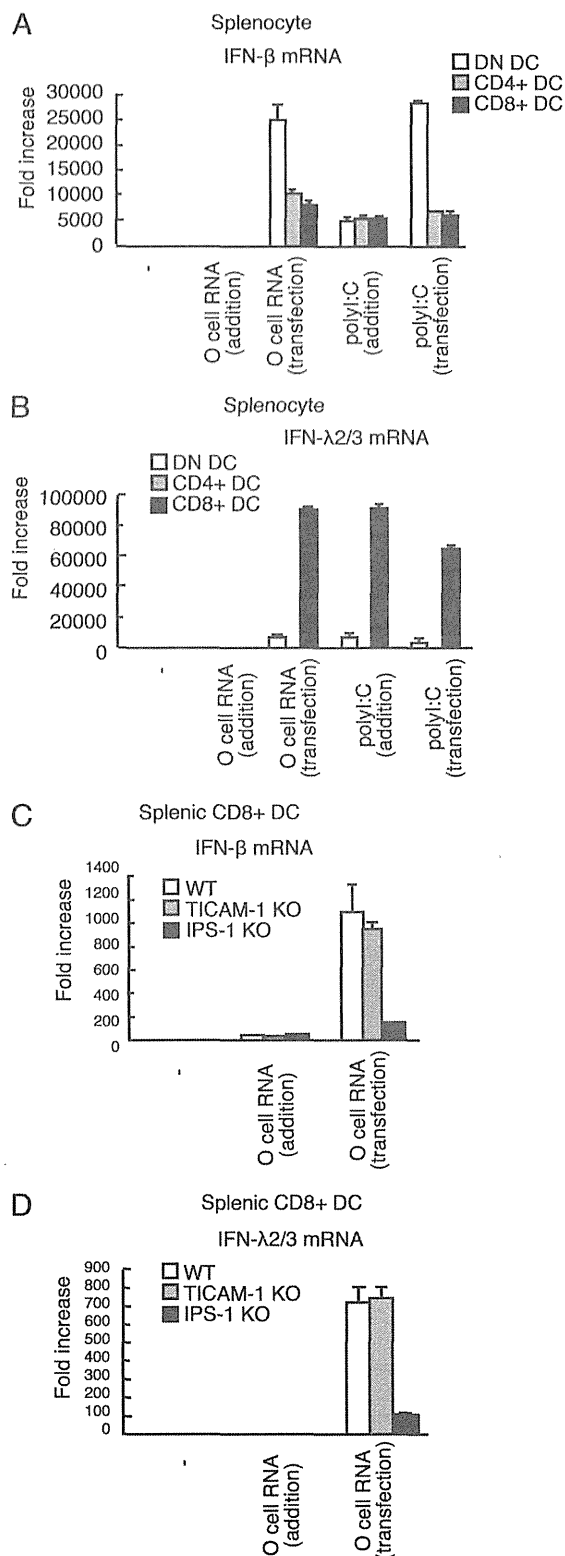 A
Splenocyte
IFN-β mRNA
DN DC
CD4+ DC
CD8+ DC
Fold increase
30000
25000
20000
15000
10000
5000
0
-
O cell RNA
(addition)
O cell RNA
(transfection)
polyI:C
(addition)
polyI:C
(transfection)
B
Splenocyte
IFN-λ2/3 mRNA
DN DC
CD4+ DC
CD8+ DC
Fold increase
100000
80000
60000
40000
20000
0
-
O cell RNA
(addition)
O cell RNA
(transfection)
polyI:C
(addition)
polyI:C
(transfection)
C
Splenic CD8+ DC
IFN-β mRNA
WT
TICAM-1 KO
IPS-1 KO
Fold increase
1400
1200
1000
800
600
400
200
0
-
O cell RNA
(addition)
O cell RNA
(transfection)
D
Splenic CD8+ DC
IFN-λ2/3 mRNA
WT
TICAM-1 KO
IPS-1 KO
Fold increase
900
800
700
600
500
400
300
200
100
0
-
O cell RNA
(addition)
O cell RNA
(transfection)